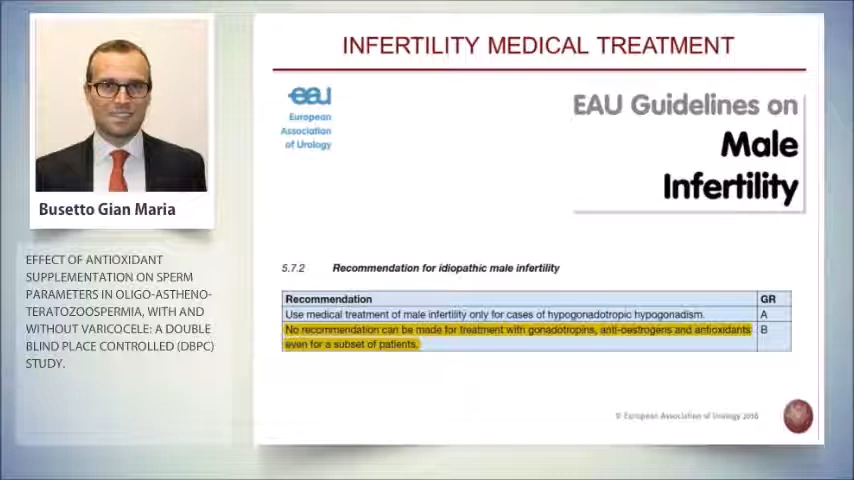 INFERTILITY MEDICAL TREATMENT
eau
European
Association
of Urology
EAU Guidelines on
Male
Infertility
Busetto Gian Maria
EFFECT OF ANTIOXIDANT
SUPPLEMENTATION ON SPERM
PARAMETERS IN OLIGO-ASTHENO-
TERATOZOOSPERMIA, WITH AND
WITHOUT VARICOCELE: A DOUBLE
BLIND PLACE CONTROLLED (DBPC)
STUDY.
5.7.2 Recommendation for idiopathic male infertility
Recommendation GR
Use medical treatment of male infertility only for cases of hypogonadotropic hypogonadism. A
No recommendation can be made for treatment with gonadotropins, anti-oestrogens and antioxidants B
even for a subset of patients.
© European Association of Urology 2016